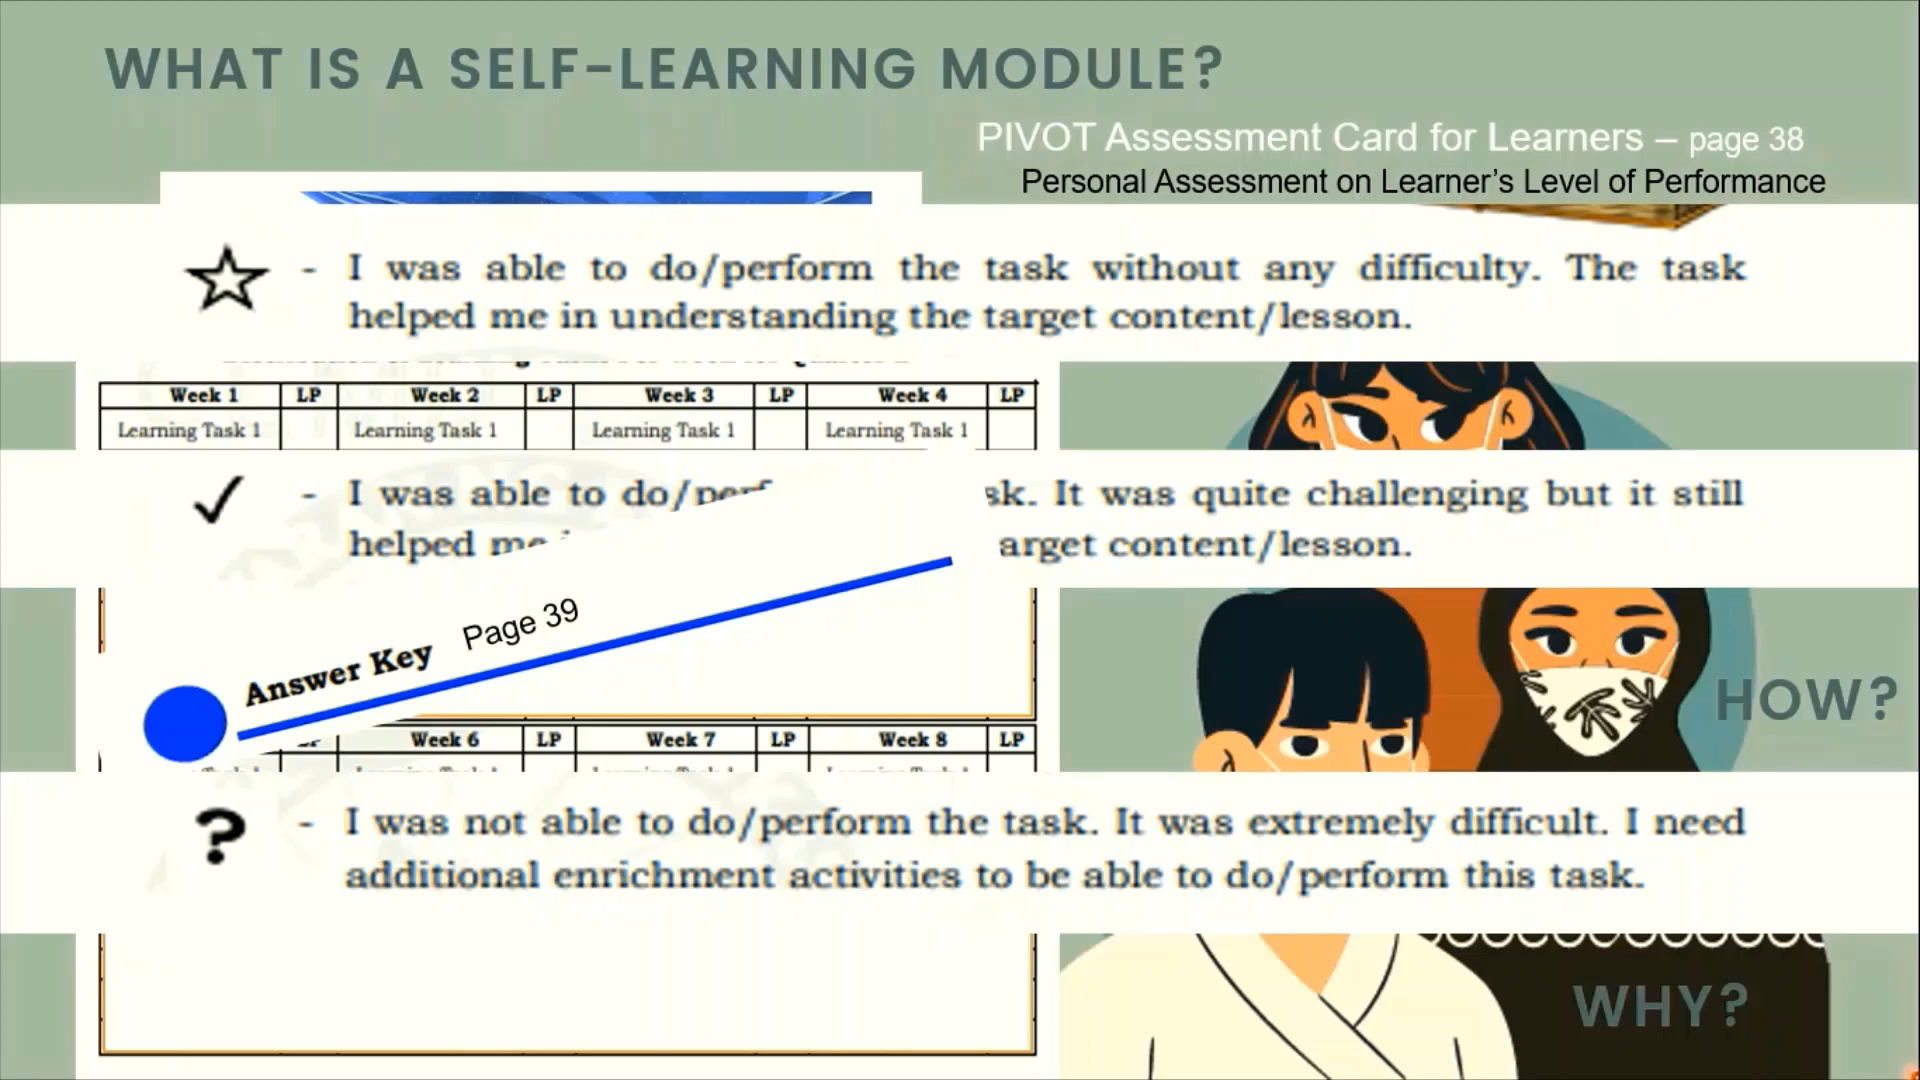 WHAT IS A SELF-LEARNING MODULE?
PIVOT Assessment Card for Learners – page 38
Personal Assessment on Learner's Level of Performance
- I was able to do/perform the task without any difficulty. The task
helped me in understanding the target content/lesson.
Week 1 LP Week 2 LP Week 3 LP Week 4 LP
Learning Task 1 Learning Task 1 Learning Task 1 Learning Task 1
- I was able to do/perf sk. It was quite challenging but it still
helped me arget content/lesson.
Answer Key Page 39
HOW?
Week 6 LP Week 7 LP Week 8 LP
? - I was not able to do/perform the task. It was extremely difficult. I need
additional enrichment activities to be able to do/perform this task.
WHY?